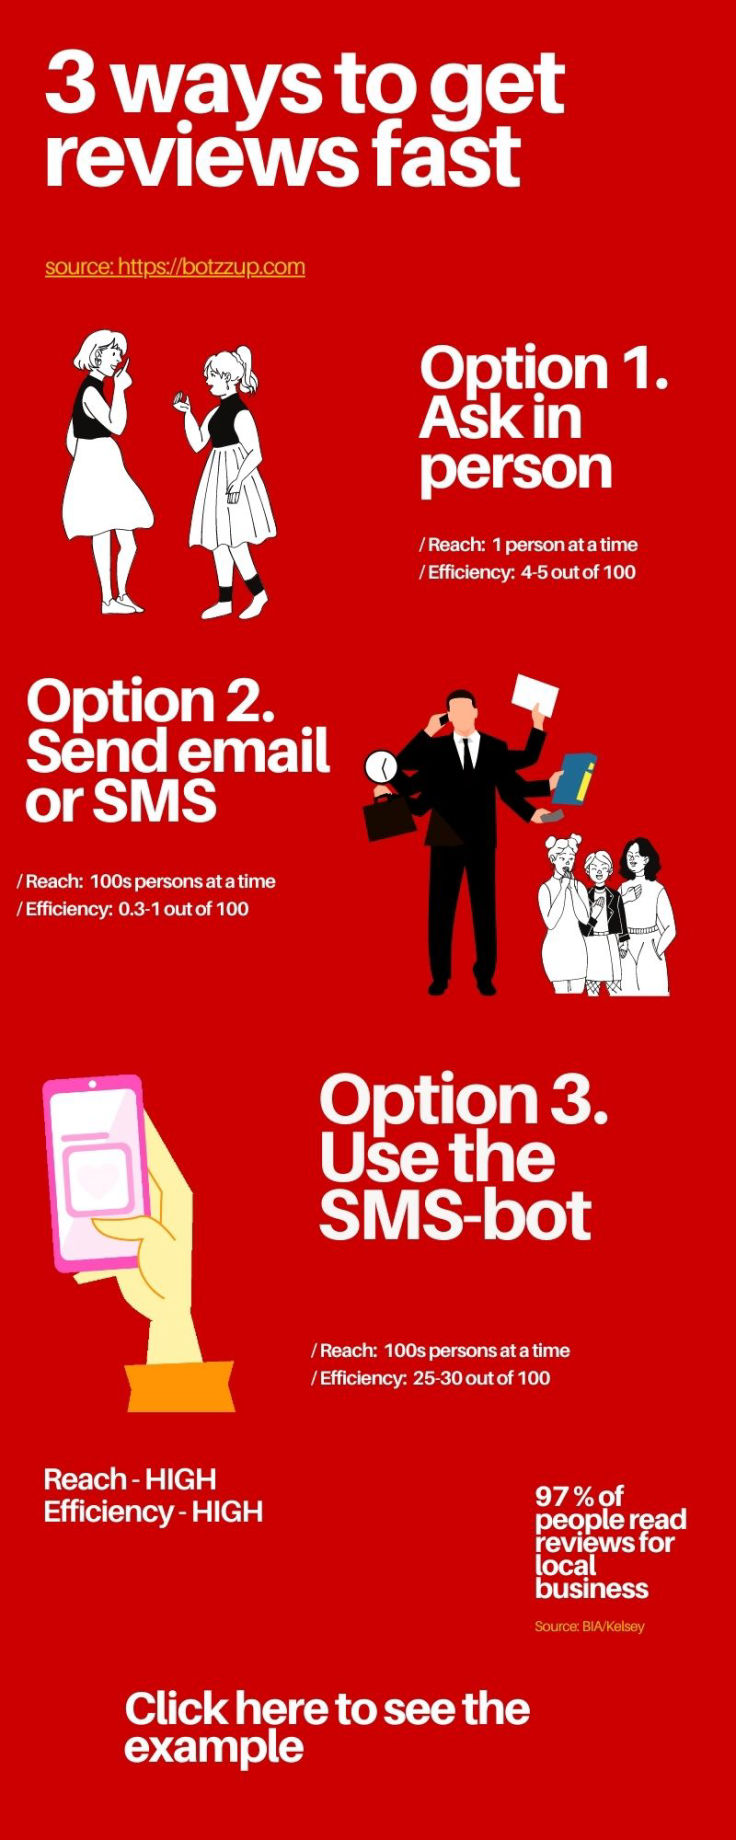 3 ways to get
reviews fast
source: https://botzzup.com
Option 1.
Ask in
person
/ Reach: 1 person at a time
/ Efficiency: 4-5 out of 100
Option 2.
Send email
or SMS
/ Reach: 100s persons at a time
/ Efficiency: 0.3-1 out of 100
Option 3.
Use the
SMS-bot
/ Reach: 100s persons at a time
/ Efficiency: 25-30 out of 100
Reach - HIGH
Efficiency - HIGH
97 % of
people read
reviews for
local
business
Source: BIA/Kelsey
Click here to see the
example